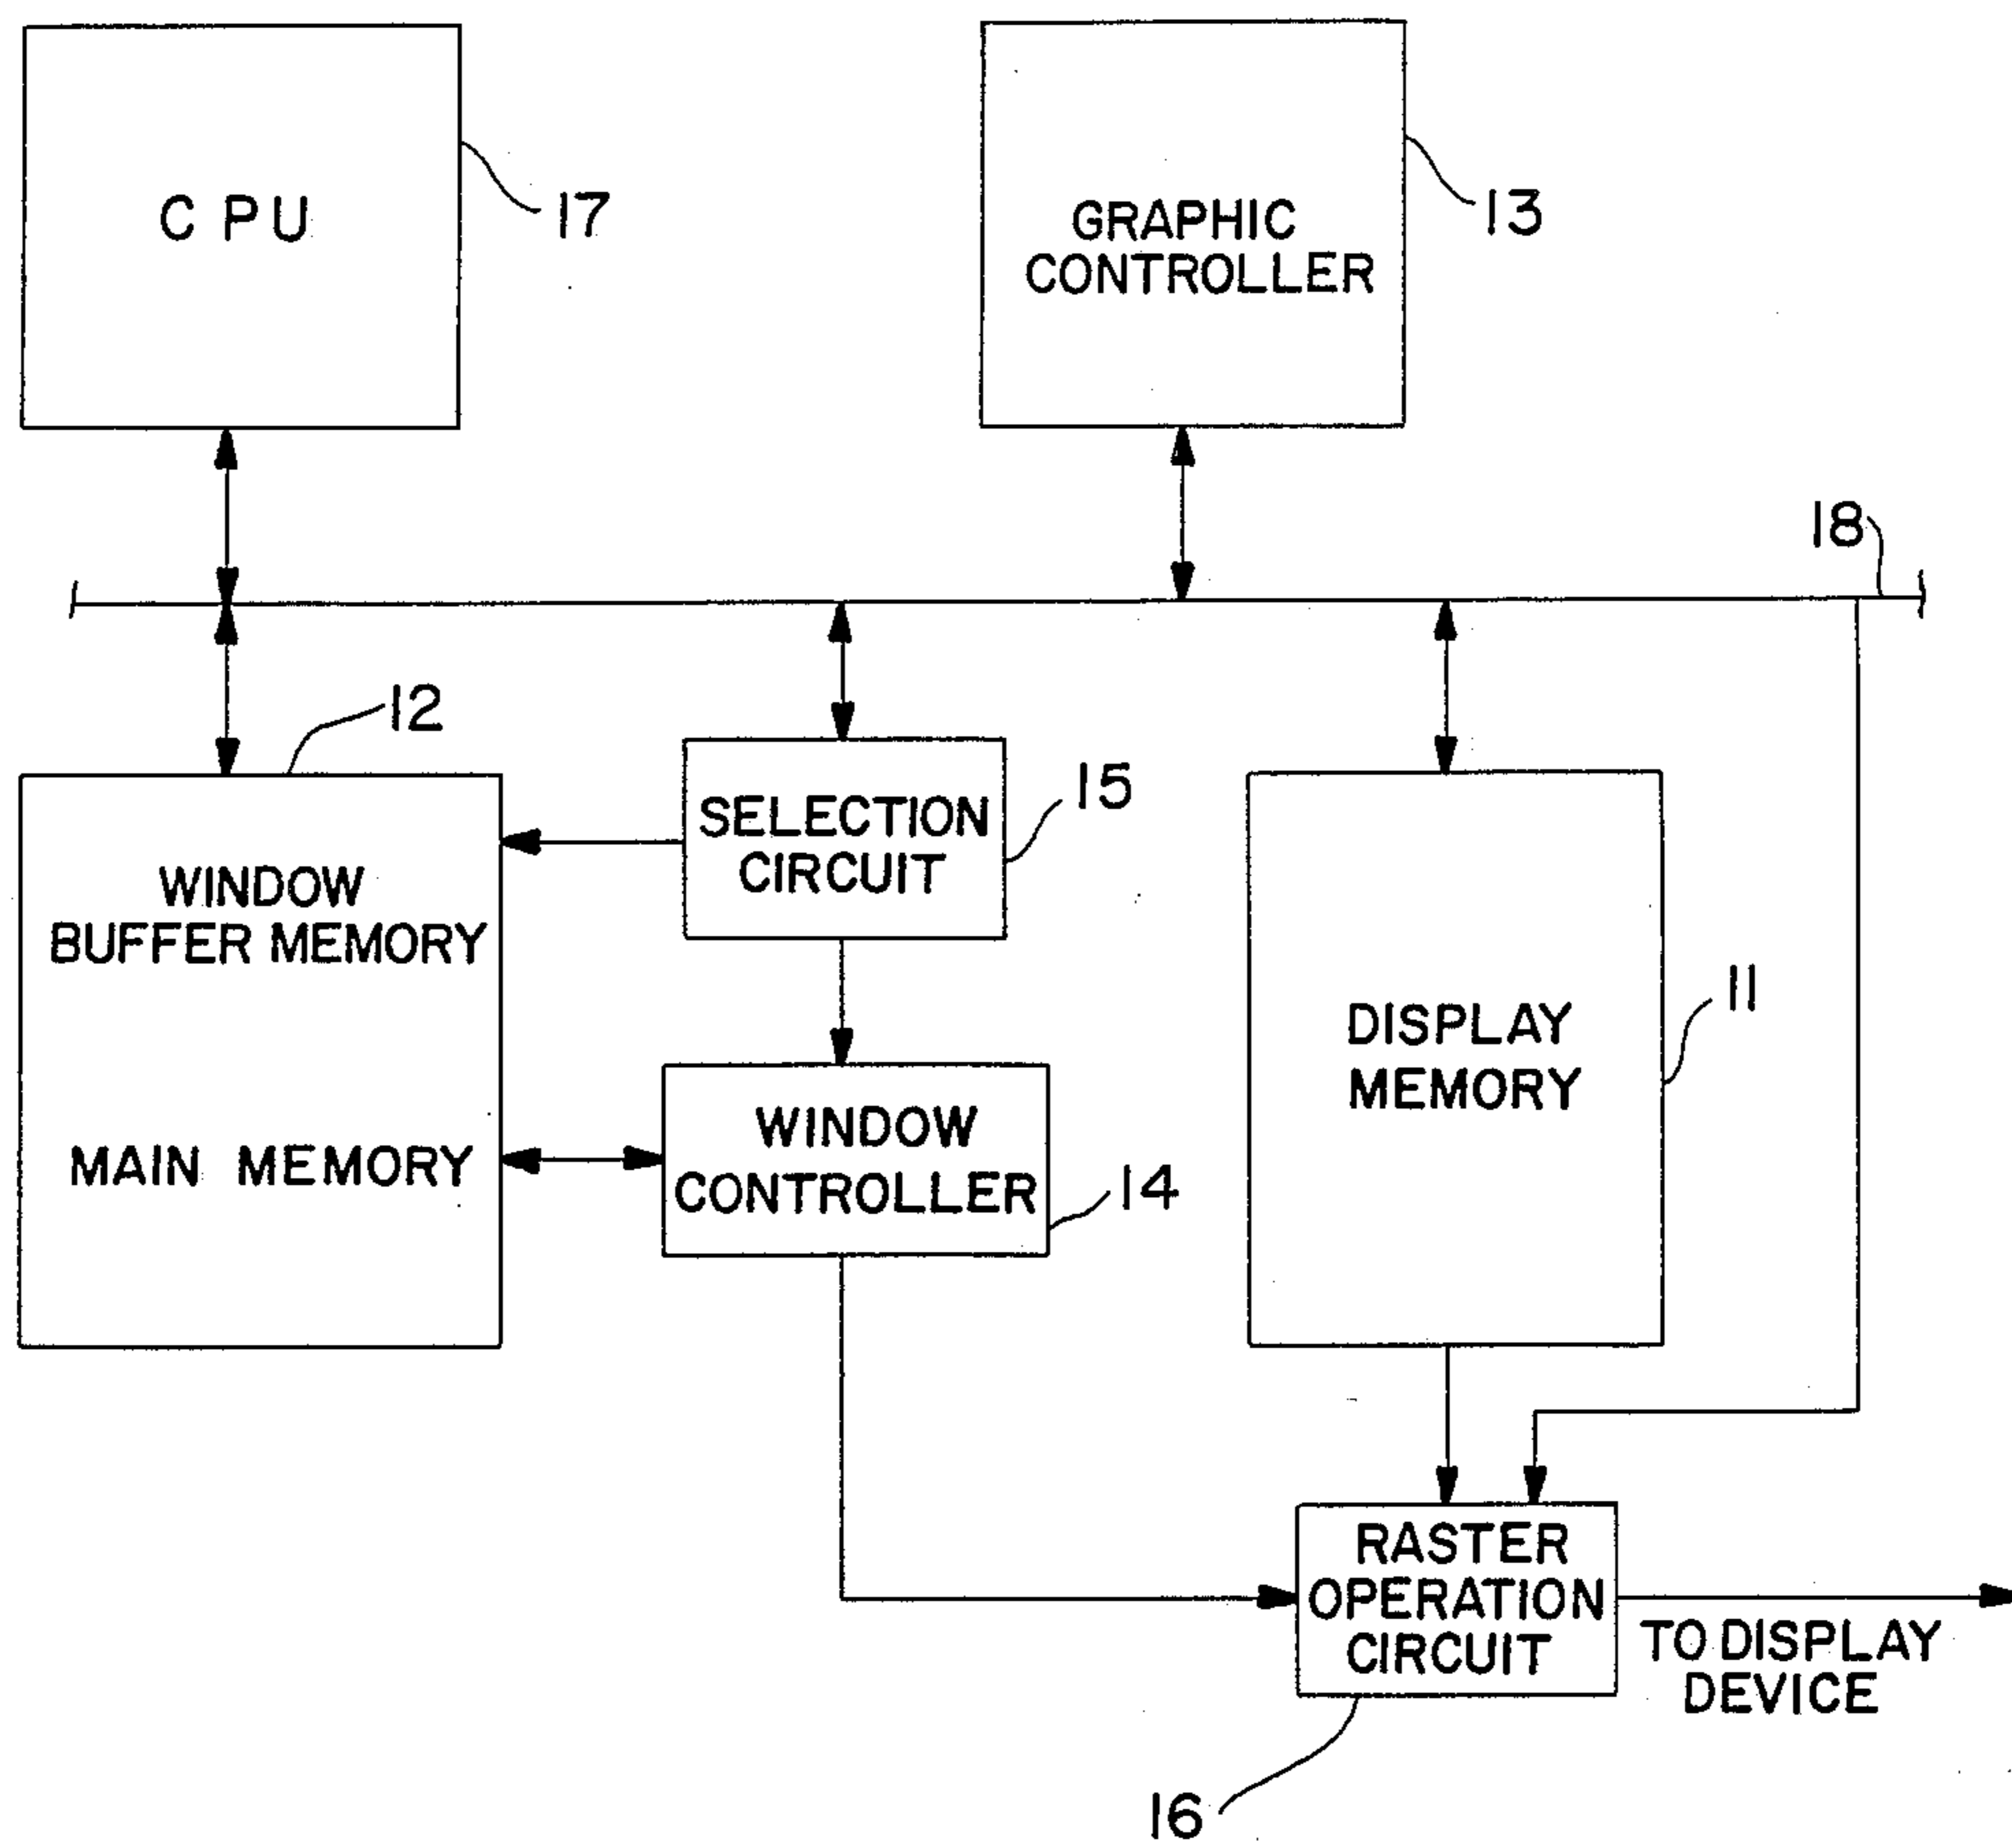 C PU
17
GRAPHIC
CONTROLLER
13
18
12
WINDOW
BUFFER MEMORY
MAIN MEMORY
SELECTION
CIRCUIT
15
WINDOW
CONTROLLER
14
DISPLAY
MEMORY
11
RASTER
OPERATION
CIRCUIT
16
TO DISPLAY
DEVICE